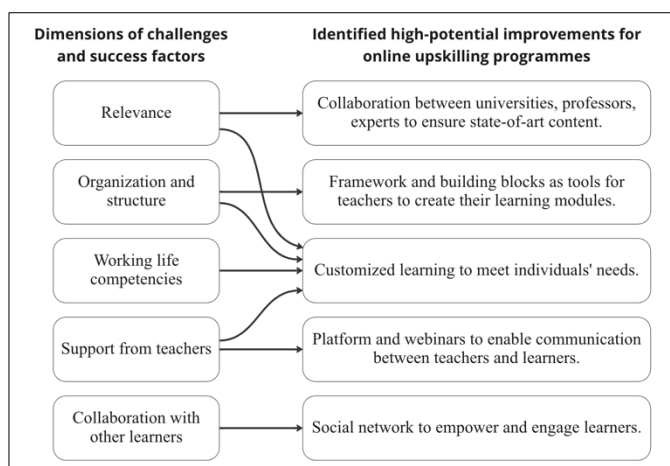 Dimensions of challenges
and success factors
Identified high-potential improvements for
online upskilling programmes
Relevance
Collaboration between universities, professors,
experts to ensure state-of-art content.
Organization and
structure
Framework and building blocks as tools for
teachers to create their learning modules.
Working life
competencies
Customized learning to meet individuals' needs.
Support from teachers
Platform and webinars to enable communication
between teachers and learners.
Collaboration with
other learners
Social network to empower and engage learners.